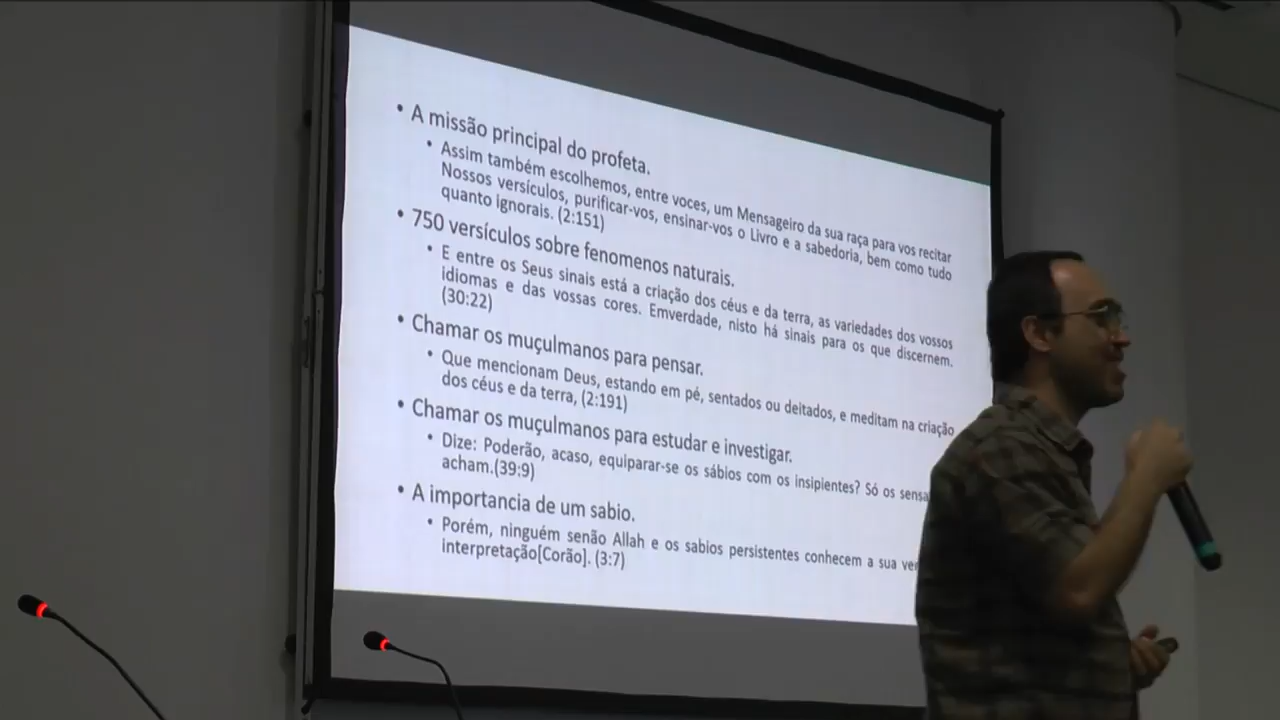 • A missão principal do profeta.
• Assim também escolhemos, entre voces, um Mensageiro da sua raça para vos recitar
Nossos versículos, purificar-vos, ensinar-vos o Livro e a sabedoria, bem como tudo
quanto ignorais. (2:151)
• 750 versículos sobre fenomenos naturais.
• E entre os Seus sinais está a criação dos céus e da terra, as variedades dos vossos
idiomas e das vossas cores. Emverdade, nisto há sinais para os que discernem.
(30:22)
• Chamar os muçulmanos para pensar.
• Que mencionam Deus, estando em pé, sentados ou deitados, e meditam na criação
dos céus e da terra, (2:191)
• Chamar os muçulmanos para estudar e investigar.
• Dize: Poderão, acaso, equiparar-se os sábios com os insipientes? Só os
acham.(39:9)
• A importancia de um sabio.
• Porém, ninguém senão Allah e os sabios persistentes conhecem a sua
interpretação[Corão]. (3:7)